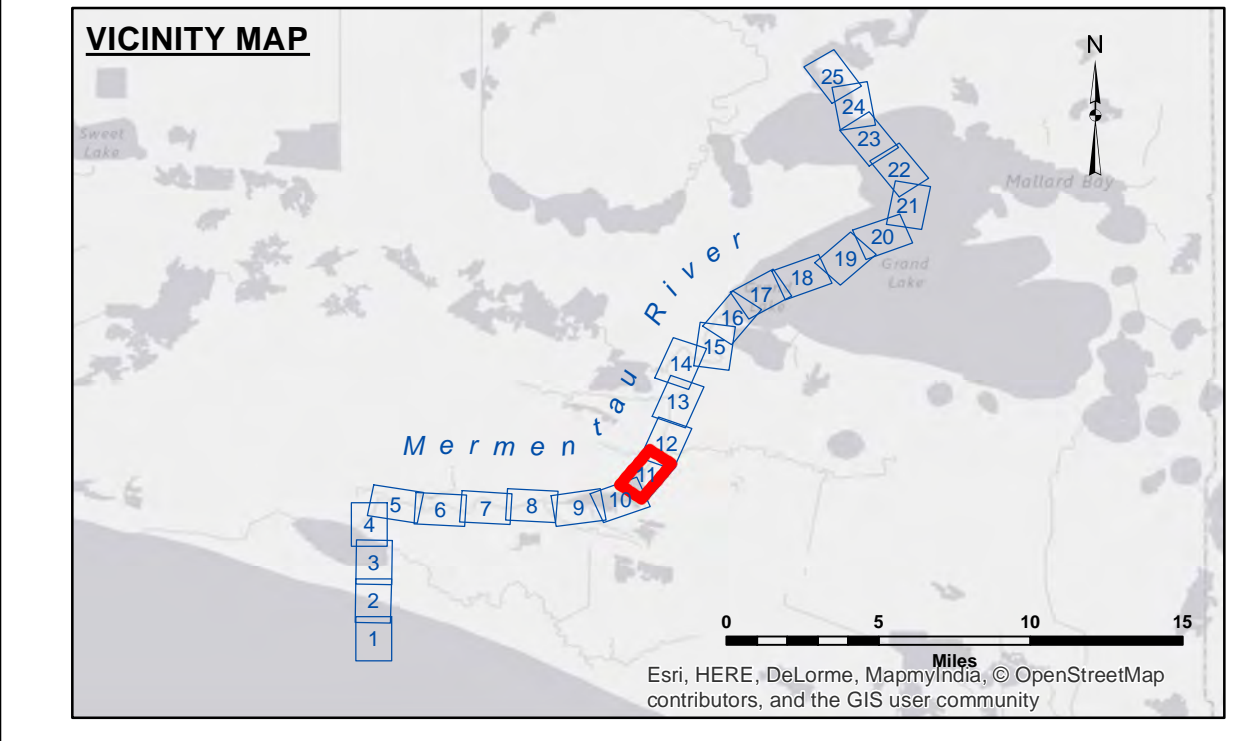 VICINITY MAP
N
25
24
23
22
21
20
19
18
17
16
15
14
13
12
11
10
9
8
7
6
5
4
3
2
1
Sweet
Lake
Mallard Bay
Grand
Lake
Mermentau River
0 5 10 15
Miles
Esri, HERE, DeLorme, MapmyIndia, © OpenStreetMap
contributors, and the GIS user community